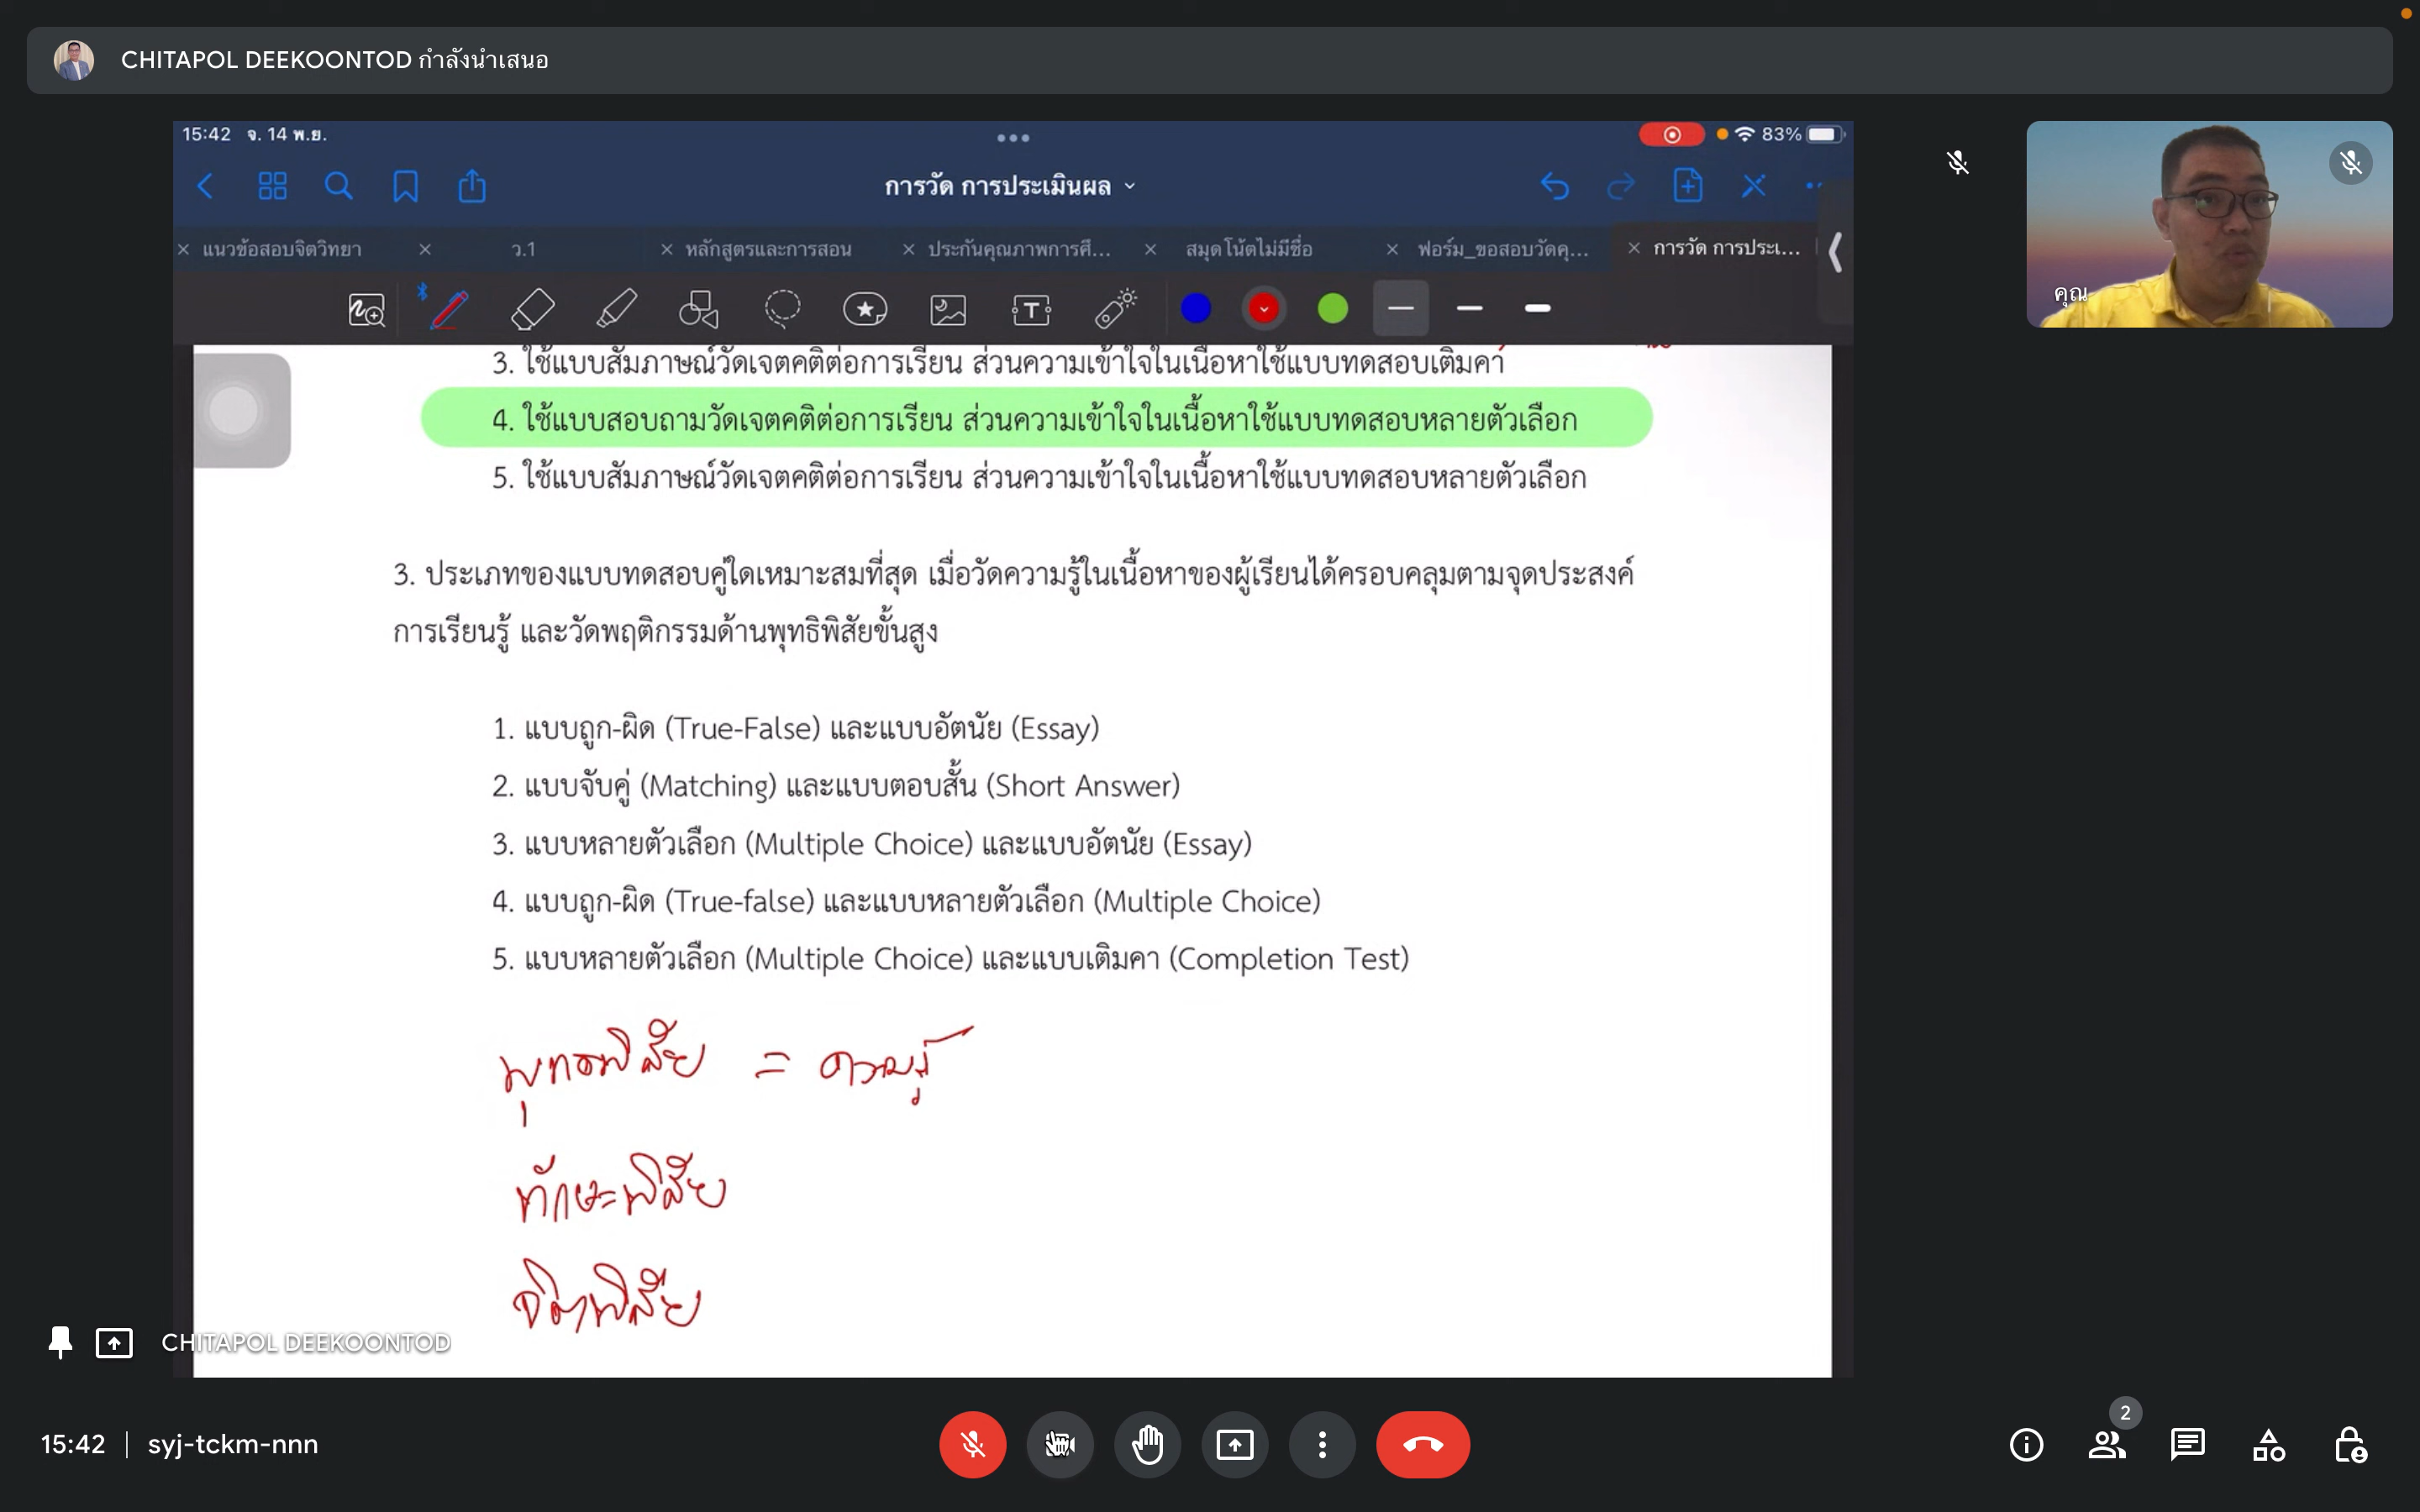 CHITAPOL DEEKOONTOD กำลังนำเสนอ
15:42 จ. 14 พ.ย.
83%
การวัด การประเมินผล
แนวข้อสอบจิตวิทยา
ว.1
หลักสูตรและการสอน
ประกันคุณภาพการศึ...
สมุดโน้ตไม่มีชื่อ
ฟอร์ม_ขอสอบวัดคุ...
การวัด การประเ...
คุณ
3. ใช้แบบสัมภาษณ์วัดเจตคติต่อการเรียน ส่วนความเข้าใจในเนื้อหาใช้แบบทดสอบเติมคำ
4. ใช้แบบสอบถามวัดเจตคติต่อการเรียน ส่วนความเข้าใจในเนื้อหาใช้แบบทดสอบหลายตัวเลือก
5. ใช้แบบสัมภาษณ์วัดเจตคติต่อการเรียน ส่วนความเข้าใจในเนื้อหาใช้แบบทดสอบหลายตัวเลือก
3. ประเภทของแบบทดสอบคู่ใดเหมาะสมที่สุด เมื่อวัดความรู้ในเนื้อหาของผู้เรียนได้ครอบคลุมตามจุดประสงค์
การเรียนรู้ และวัดพฤติกรรมด้านพุทธิพิสัยขั้นสูง
1. แบบถูก-ผิด (True-False) และแบบอัตนัย (Essay)
2. แบบจับคู่ (Matching) และแบบตอบสั้น (Short Answer)
3. แบบหลายตัวเลือก (Multiple Choice) และแบบอัตนัย (Essay)
4. แบบถูก-ผิด (True-false) และแบบหลายตัวเลือก (Multiple Choice)
5. แบบหลายตัวเลือก (Multiple Choice) และแบบเติมคา (Completion Test)
พุทธพิสัย = ความรู้
ทักษะพิสัย
จิตพิสัย
CHITAPOL DEEKOONTOD
15:42 | syj-tckm-nnn
2